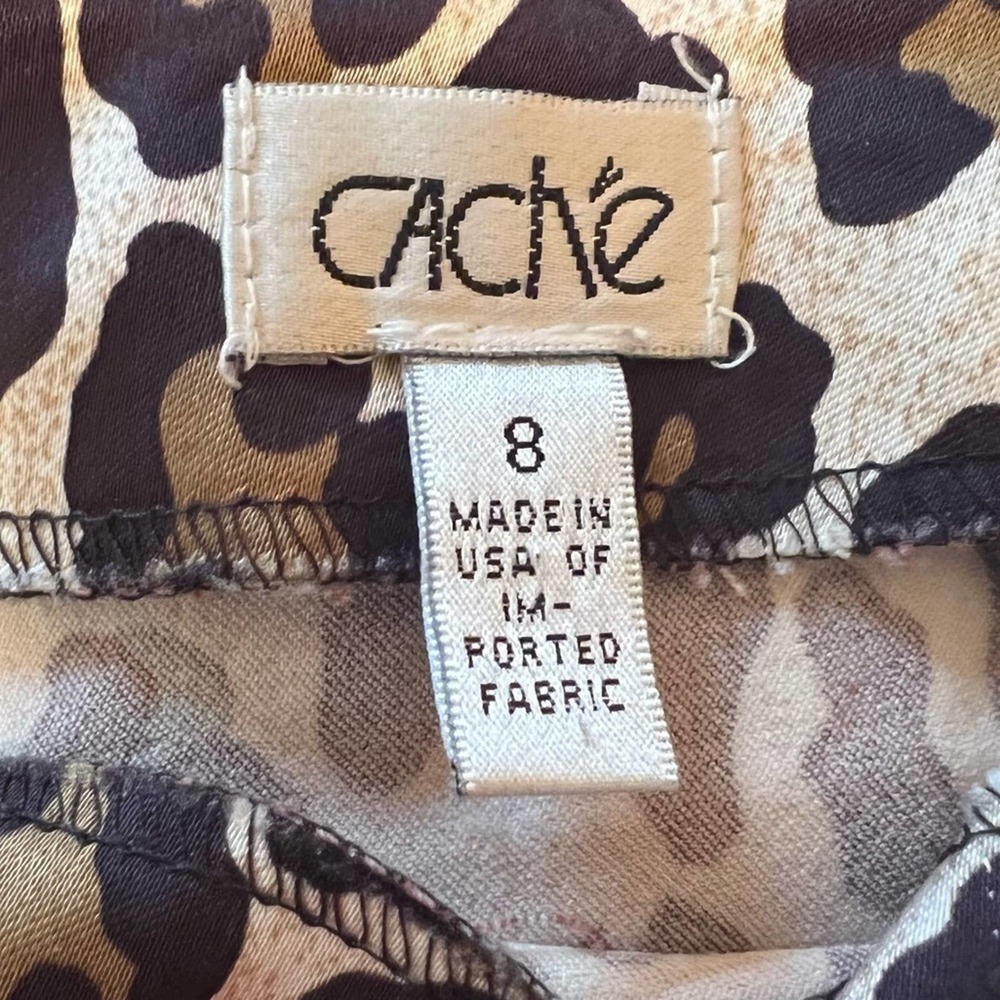 CAChé
8
MADE IN
USA OF
IM-
PORTED
FABRIC